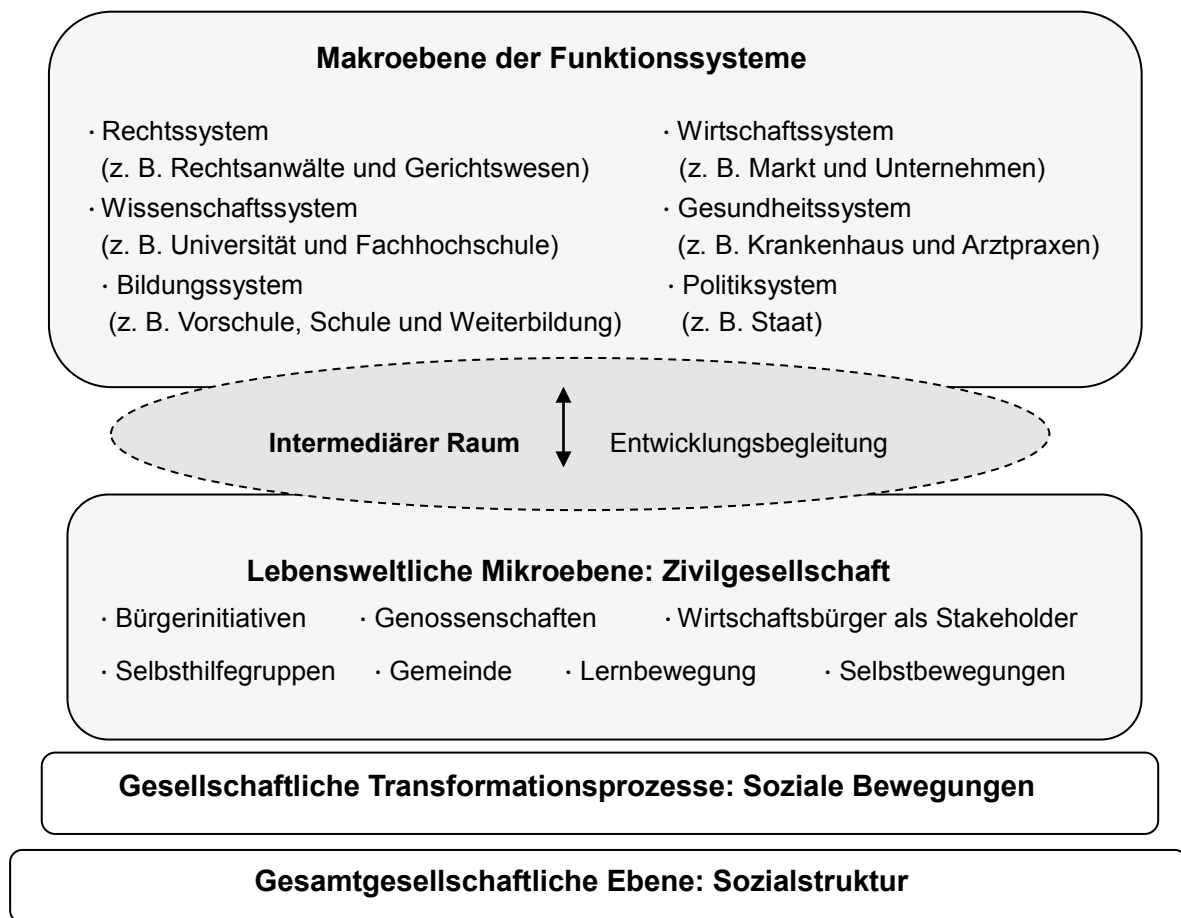 Makroebene der Funktionssysteme
· Rechtssystem
(z. B. Rechtsanwälte und Gerichtswesen)
· Wissenschaftssystem
(z. B. Universität und Fachhochschule)
· Bildungssystem
(z. B. Vorschule, Schule und Weiterbildung)
· Wirtschaftssystem
(z. B. Markt und Unternehmen)
· Gesundheitssystem
(z. B. Krankenhaus und Arztpraxen)
· Politiksystem
(z. B. Staat)
Intermediärer Raum Entwicklungsbegleitung
Lebensweltliche Mikroebene: Zivilgesellschaft
· Bürgerinitiativen · Genossenschaften · Wirtschaftsbürger als Stakeholder
· Selbsthilfegruppen · Gemeinde · Lernbewegung · Selbstbewegungen
Gesellschaftliche Transformationsprozesse: Soziale Bewegungen
Gesamtgesellschaftliche Ebene: Sozialstruktur